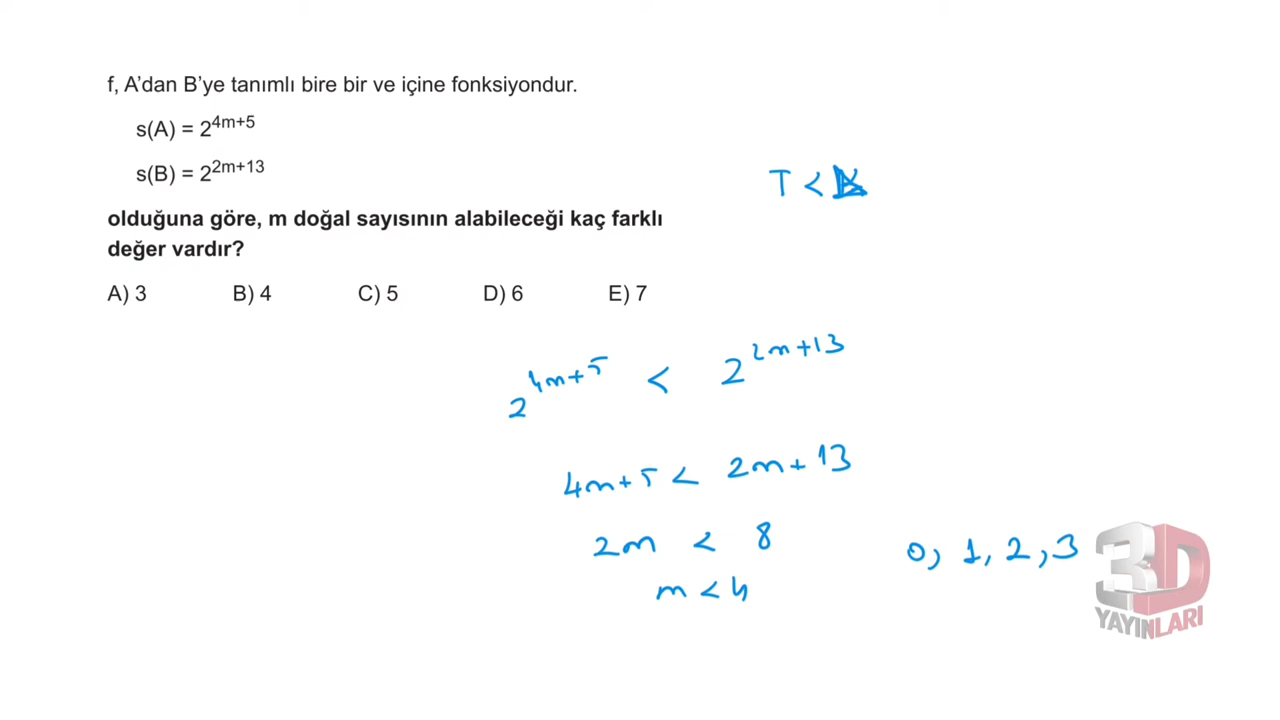 f, A’dan B’ye tanımlı bire bir ve içine fonksiyondur.
s(A) = 2^{4m+5}
s(B) = 2^{2m+13}
T <
olduğuna göre, m doğal sayısının alabileceği kaç farklı
değer vardır?
A) 3 B) 4 C) 5 D) 6 E) 7
2^{4m+5} < 2^{2m+13}
4m+5 < 2m+13
2m < 8
0, 1, 2, 3
m < 4
3D
YAYINLARI